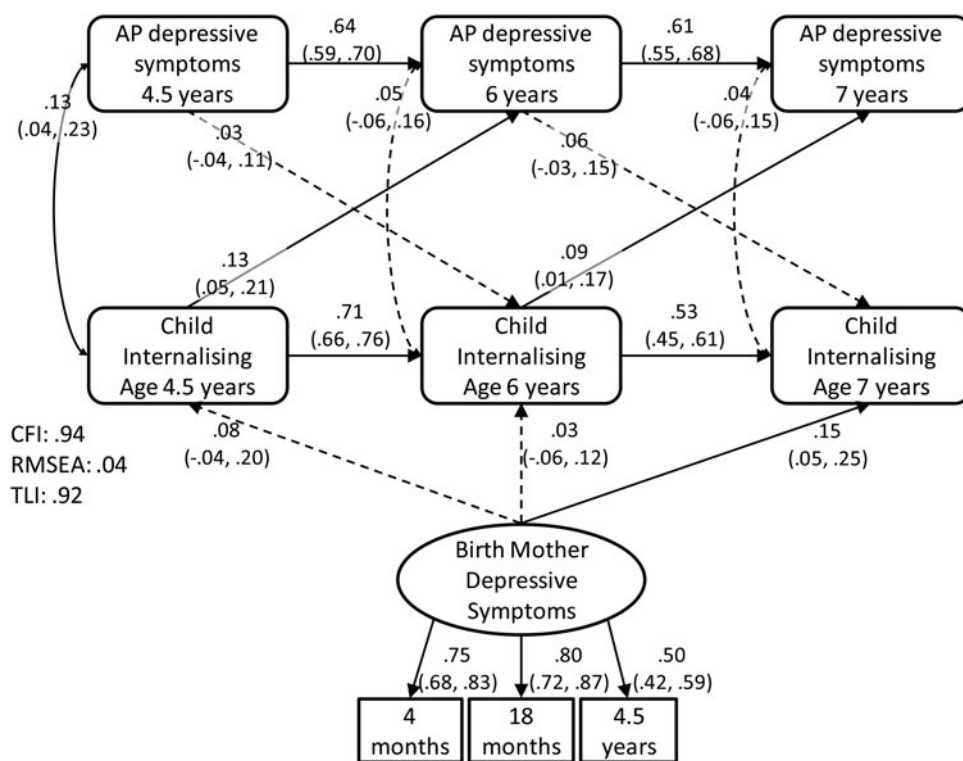 AP depressive
symptoms
4.5 years
.64
(.59, .70)
AP depressive
symptoms
6 years
.61
(.55, .68)
AP depressive
symptoms
7 years
.13
(.04, .23)
.03
(-.04, .11)
.05
(-.06, .16)
.06
(-.03, .15)
.04
(-.06, .15)
.13
(.05, .21)
.09
(.01, .17)
Child
Internalising
Age 4.5 years
.71
(.66, .76)
Child
Internalising
Age 6 years
.53
(.45, .61)
Child
Internalising
Age 7 years
CFI: .94
RMSEA: .04
TLI: .92
.08
(-.04, .20)
.03
(-.06, .12)
.15
(.05, .25)
Birth Mother
Depressive
Symptoms
.75
(.68, .83)
.80
(.72, .87)
.50
(.42, .59)
4
months
18
months
4.5
years